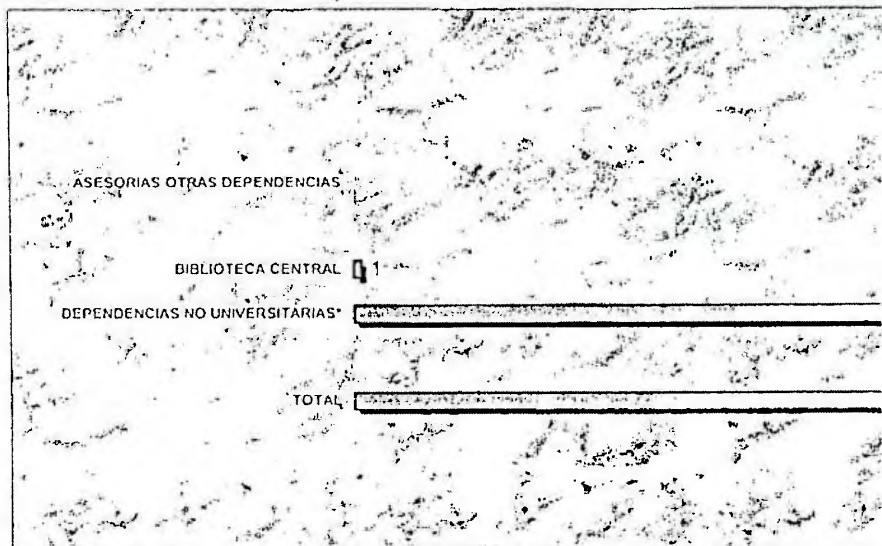 ASESORIAS OTRAS DEPENDENCIAS
BIBLIOTECA CENTRAL 1
DEPENDENCIAS NO UNIVERSITARIAS*
TOTAL